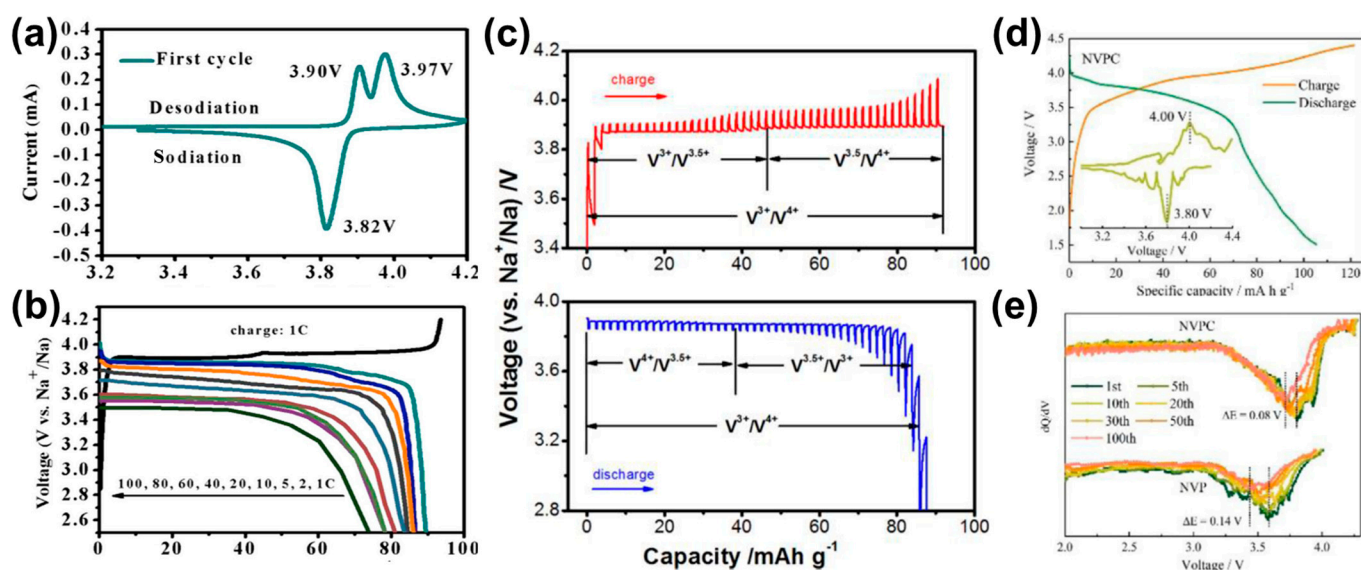 (a)
First cycle
3.90V
3.97V
Desodiation
Sodiation
3.82V
Current (mA)
0.4
0.3
0.2
0.1
0.0
-0.1
-0.2
-0.3
-0.4
-0.5
3.2 3.4 3.6 3.8 4.0 4.2
(b)
charge: 1C
100, 80, 60, 40, 20, 10, 5, 2, 1C
Voltage (V vs. Na+/Na)
4.2
3.9
3.6
3.3
3.0
2.7
0 20 40 60 80 100
(c)
charge
V3+/V3.5+
V3.5/V4+
V3+/V4+
4.2
4.0
3.8
3.6
3.4
0 20 40 60 80 100
Voltage (vs. Na+/Na) /V
V4+/V3.5+
V3.5+/V3+
V3+/V4+
discharge
4.0
3.6
3.2
2.8
0 20 40 60 80 100
Capacity /mAh g-1
(d)
NVPC
Charge
Discharge
4.00 V
3.80 V
3.2 3.6 4.0 4.4
Voltage / V
Voltage / V
4.5
4.0
3.5
3.0
2.5
2.0
1.5
0 20 40 60 80 100 120
Specific capacity / mA h g-1
(e)
NVPC
1st 5th
10th 20th
30th 50th
100th
ΔE = 0.08 V
NVP
ΔE = 0.14 V
dQ/dV
2.0 2.5 3.0 3.5 4.0
Voltage / V